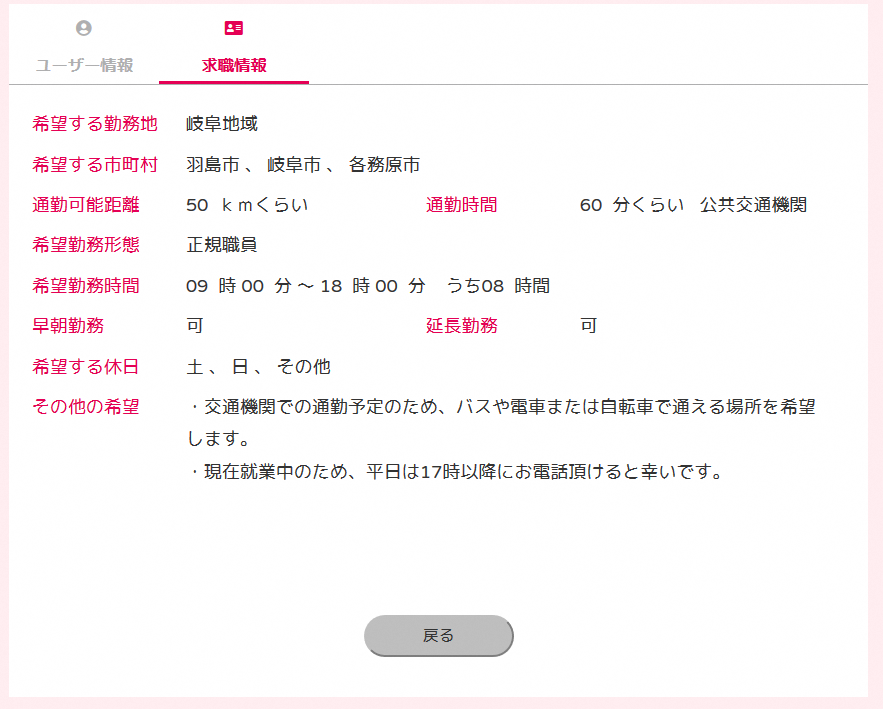 ユーザー情報 求職情報
希望する勤務地 岐阜地域
希望する市町村 羽島市 、 岐阜市 、 各務原市
通勤可能距離 50 ｋｍくらい 通勤時間 60 分くらい 公共交通機関
希望勤務形態 正規職員
希望勤務時間 09 時 00 分 〜 18 時 00 分 うち08 時間
早朝勤務 可 延長勤務 可
希望する休日 土 、 日 、 その他
その他の希望 ・交通機関での通勤予定のため、バスや電車または自転車で通える場所を希望
します。
・現在就業中のため、平日は17時以降にお電話頂けると幸いです。
戻る